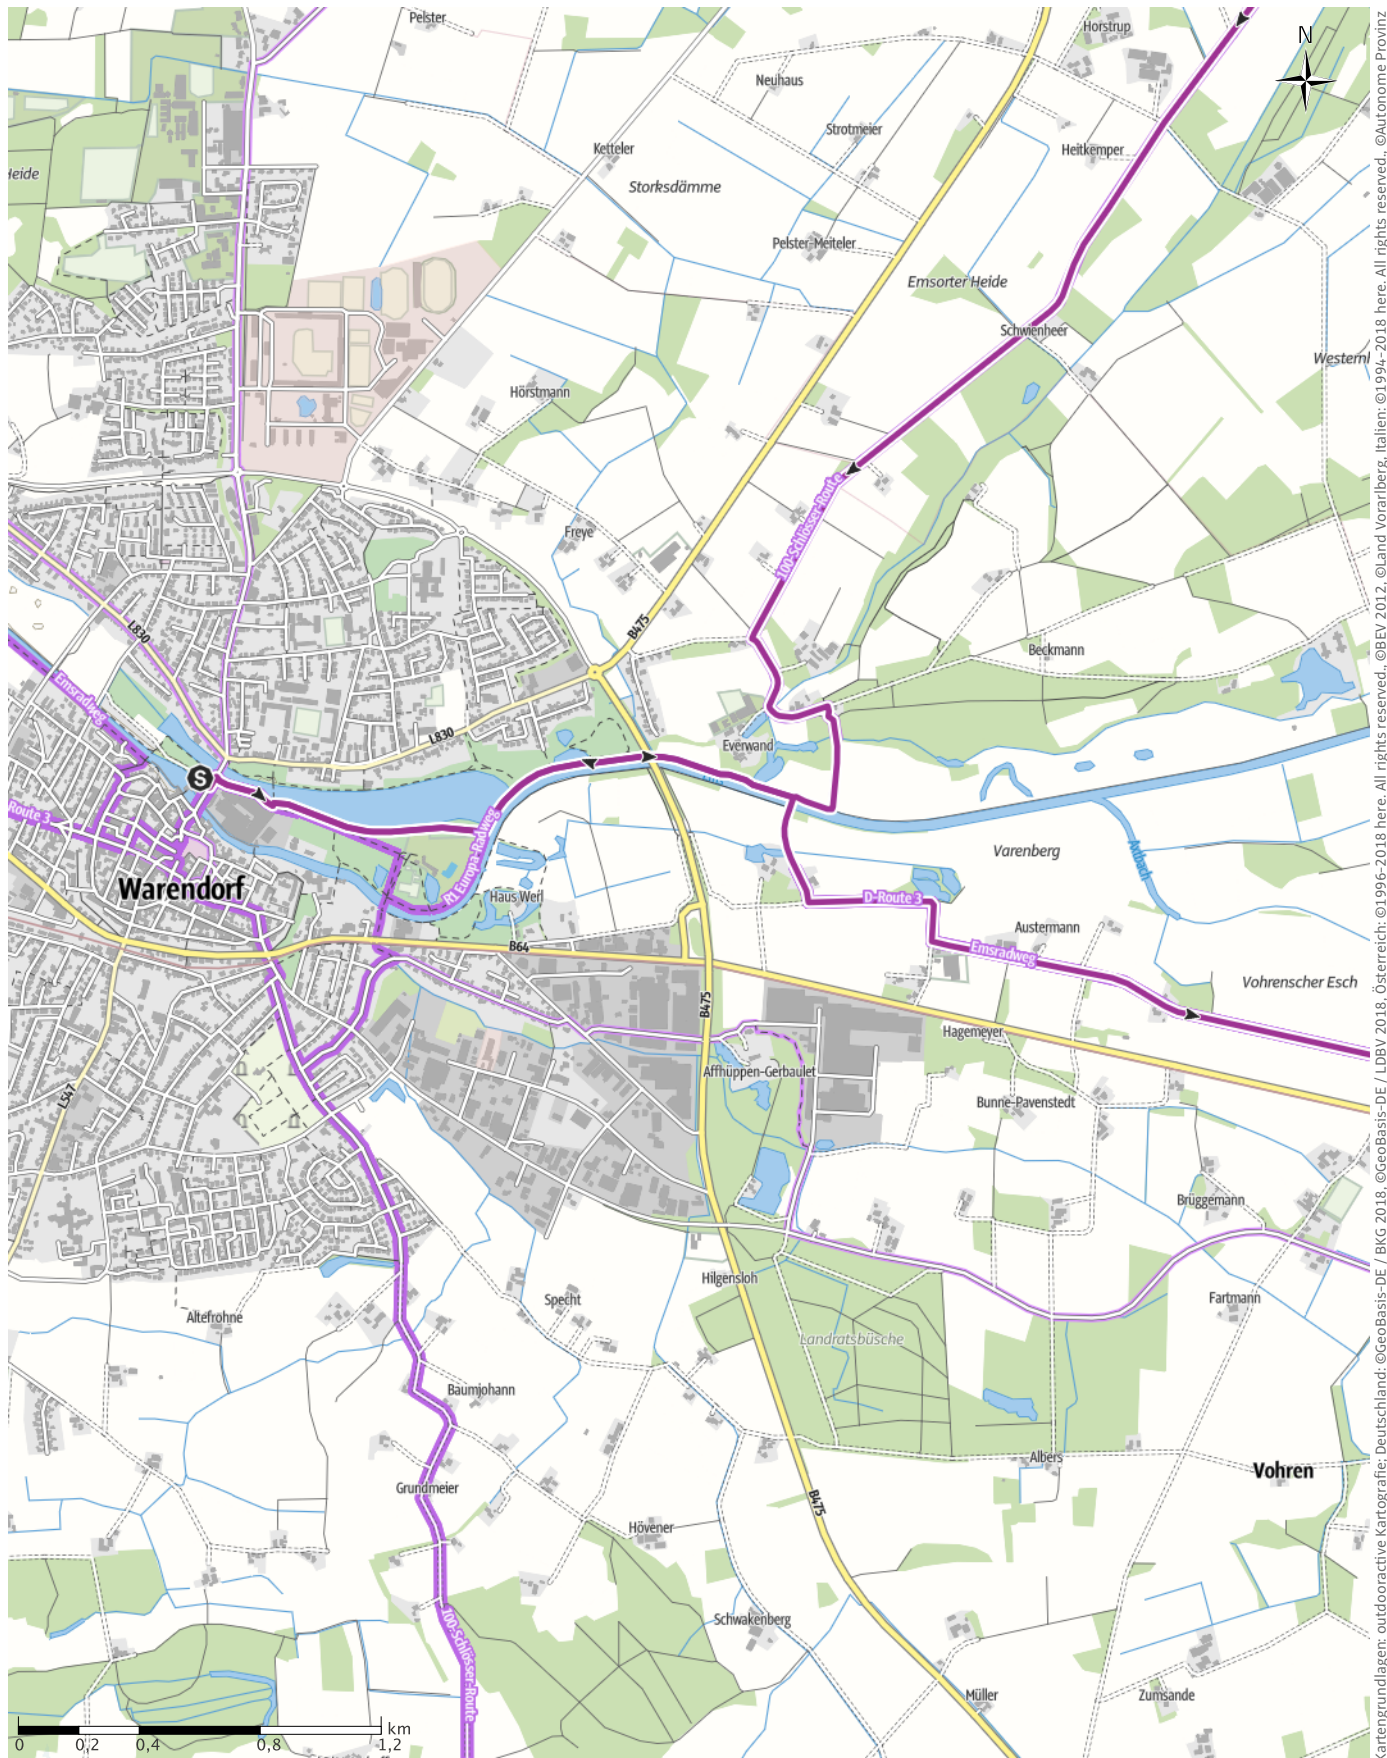 Pelster
Horstrup
N
Neuhaus
Strotmeier
Ketteler
Heitkemper
Heide
Storksdämme
Pelster-Meiteler
Emsorter Heide
Schwienheer
Hörstmann
100-Schlösser-Route
Freye
L830
B475
Beckmann
Emsradweg
L830
Everwand
S
Route 3
R1 Europa-Radweg
Varenberg
Axtbach
Warendorf
Haus Werl
D-Route 3
Austermann
B64
Emsradweg
Vohrenscher Esch
B475
Hagemeyer
Affhüppen-Gerbaulet
L547
Bunne-Pavenstedt
Brüggemann
Hilgensloh
Specht
Fartmann
Altefrohne
Landratsbüsche
Baumjohann
Albers
Vohren
Grundmeier
B475
Hövener
Schwakenberg
100-Schlösser-Route
Müller
Zumsande
0 0,2 0,4 0,8 1,2 km
Kartengrundlagen: outdooractive Kartografie; Deutschland: ©GeoBasis-DE / BKG 2018, ©GeoBasis-DE / LDBV 2018, Österreich: ©1996-2018 here. All rights reserved., ©BEV 2012, ©Land Vorarlberg, Italien: ©1994-2018 here. All rights reserved., ©Autonome Provinz